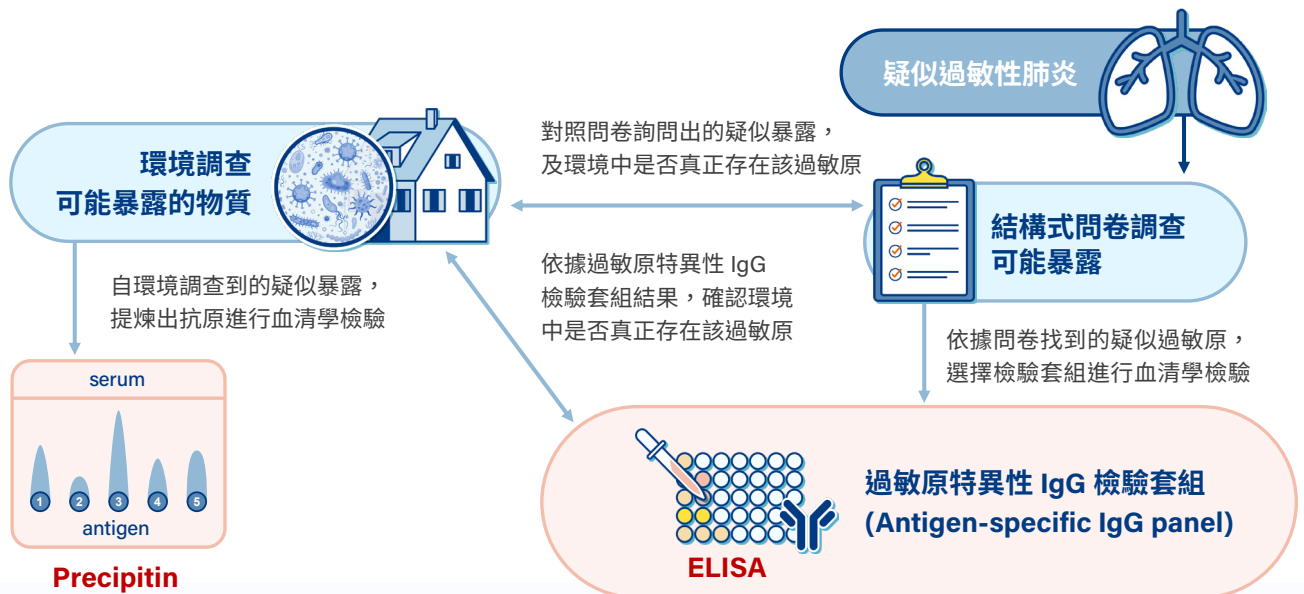 疑似過敏性肺炎
環境調查
可能暴露的物質
對照問卷詢問出的疑似暴露，
及環境中是否真正存在該過敏原
結構式問卷調查
可能暴露
自環境調查到的疑似暴露，
提煉出抗原進行血清學檢驗
依據過敏原特異性 IgG
檢驗套組結果，確認環境
中是否真正存在該過敏原
依據問卷找到的疑似過敏原，
選擇檢驗套組進行血清學檢驗
serum
1 2 3 4 5
antigen
Precipitin
ELISA
過敏原特異性 IgG 檢驗套組
(Antigen-specific IgG panel)